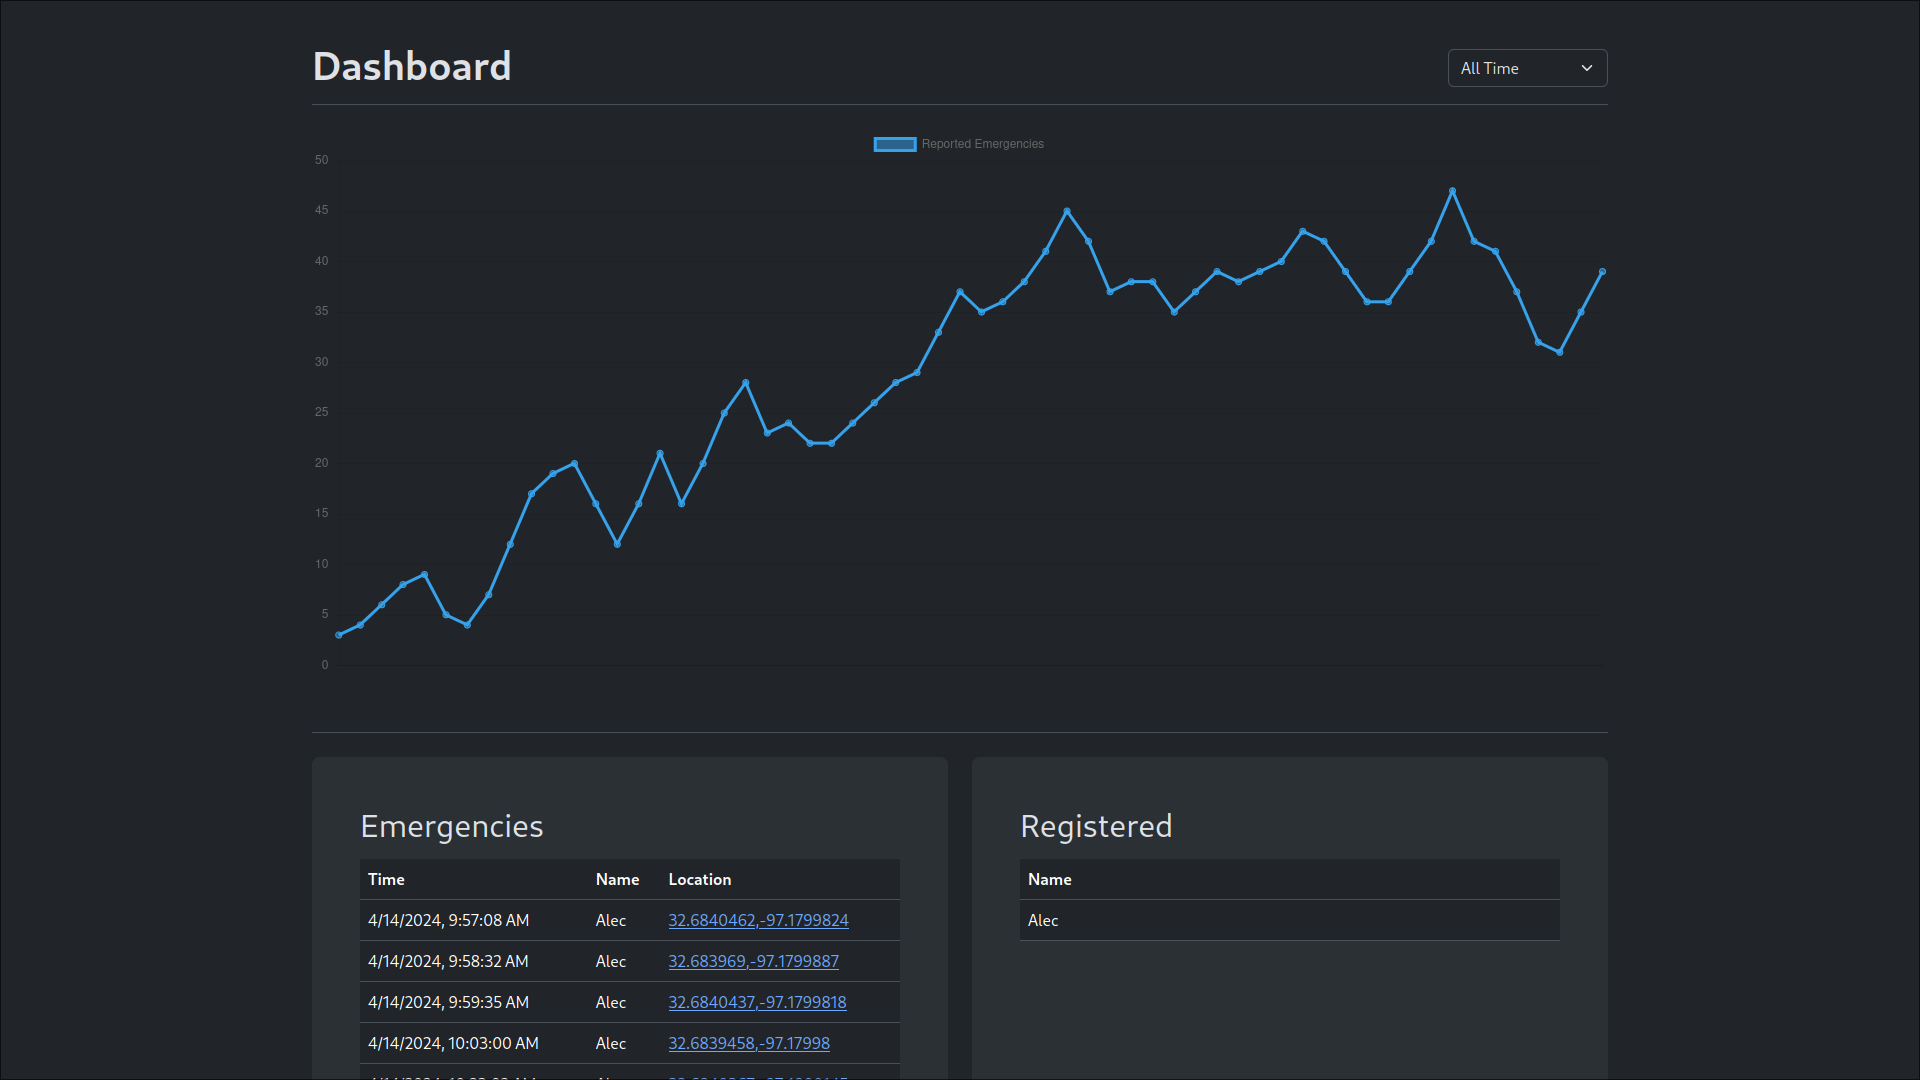 Dashboard
All Time
Reported Emergencies
50
45
40
35
30
25
20
15
10
5
0
Emergencies
Time Name Location
4/14/2024, 9:57:08 AM Alec 32.6840462,-97.1799824
4/14/2024, 9:58:32 AM Alec 32.683969,-97.1799887
4/14/2024, 9:59:35 AM Alec 32.6840437,-97.1799818
4/14/2024, 10:03:00 AM Alec 32.6839458,-97.17998
Registered
Name
Alec